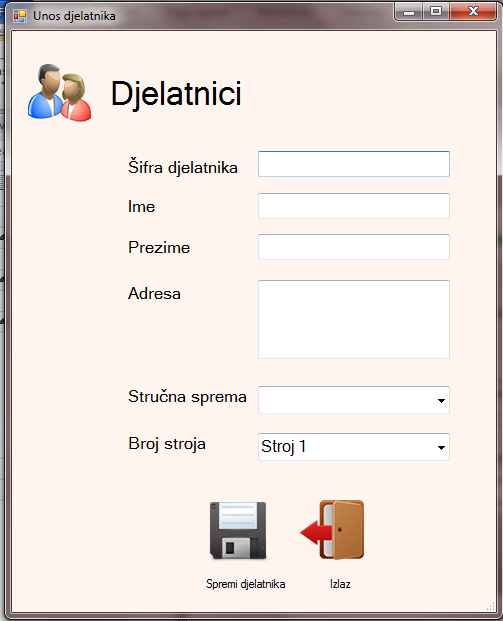 Unos djelatnika
Djelatnici
Šifra djelatnika
Ime
Prezime
Adresa
Stručna sprema
Broj stroja
Stroj 1
Spremi djelatnika
Izlaz